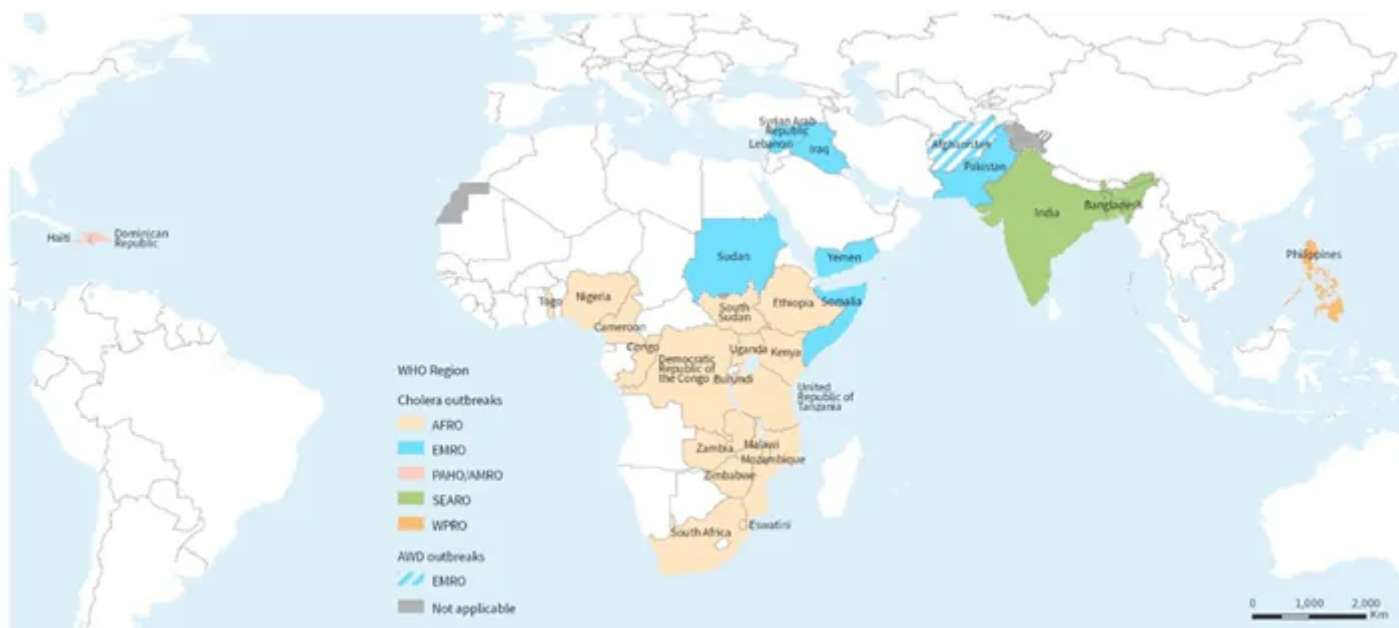 Syrian Arab
Republic
Lebanon
Iraq
Afghanistan
Pakistan
India
Bangladesh
Haiti
Dominican
Republic
Sudan
Yemen
Philippines
Togo
Nigeria
South
Sudan
Ethiopia
Somalia
Cameroon
Congo
Democratic
Republic of
the Congo
Uganda
Kenya
Burundi
United
Republic of
Tanzania
Zambia
Malawi
Mozambique
Zimbabwe
South Africa
Eswatini
WHO Region
Cholera outbreaks
AFRO
EMRO
PAHO/AMRO
SEARO
WPRO
AWD outbreaks
EMRO
Not applicable
0 1,000 2,000
Km